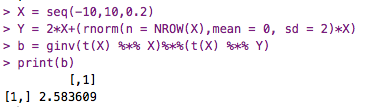 > X = seq(-10,10,0.2)
> Y = 2*X+(rnorm(n = NROW(X),mean = 0, sd = 2)*X)
> b = ginv(t(X) %*% X)%*%(t(X) %*% Y)
> print(b)
[,1]
[1,] 2.583609